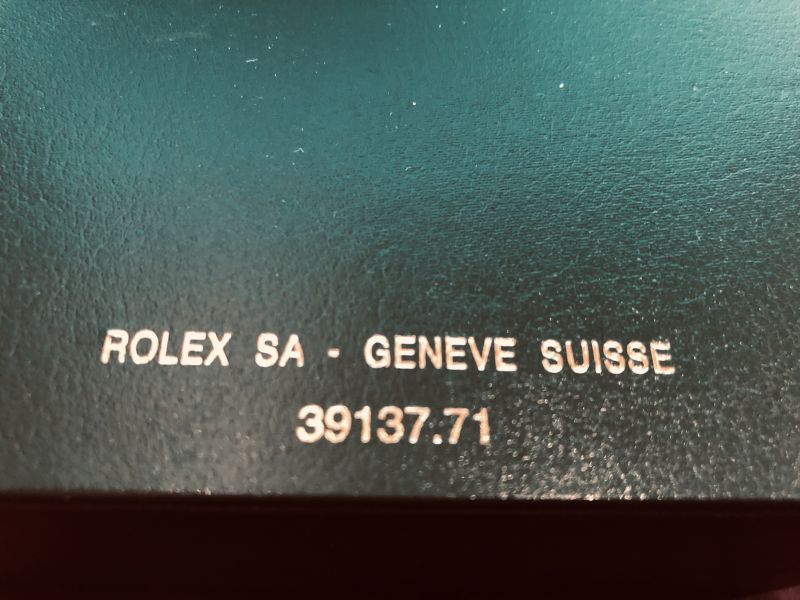 ROLEX SA - GENEVE SUISSE
39137.71